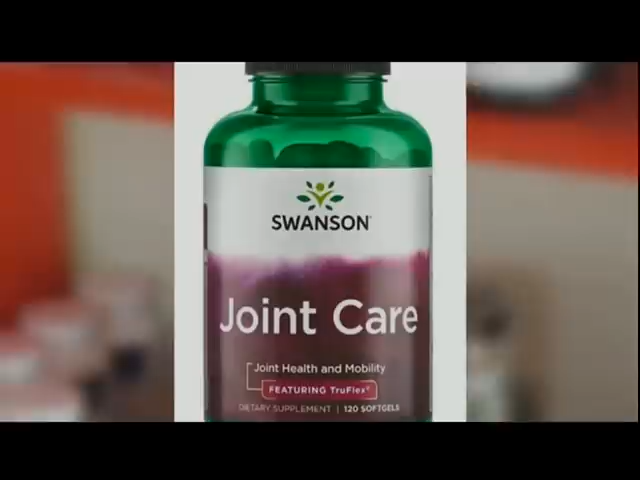 SWANSON
Joint Care
Joint Health and Mobility
FEATURING TruFlex®
DIETARY SUPPLEMENT | 120 SOFTGELS